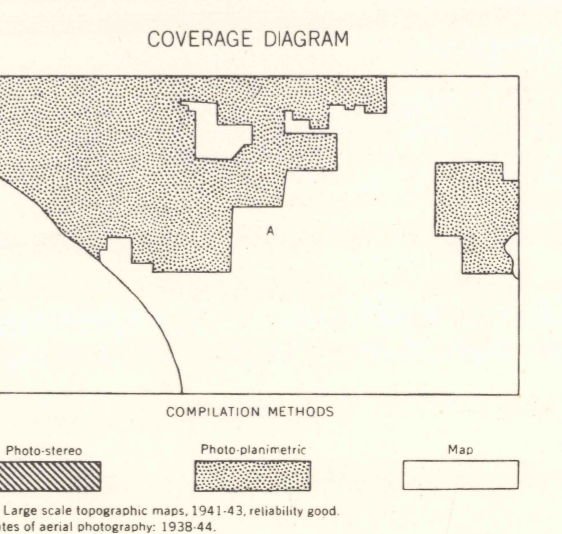 COVERAGE DIAGRAM
A
COMPILATION METHODS
Photo-stereo Photo-planimetric Map
Large scale topographic maps, 1941-43, reliability good.
of aerial photography: 1938-44.